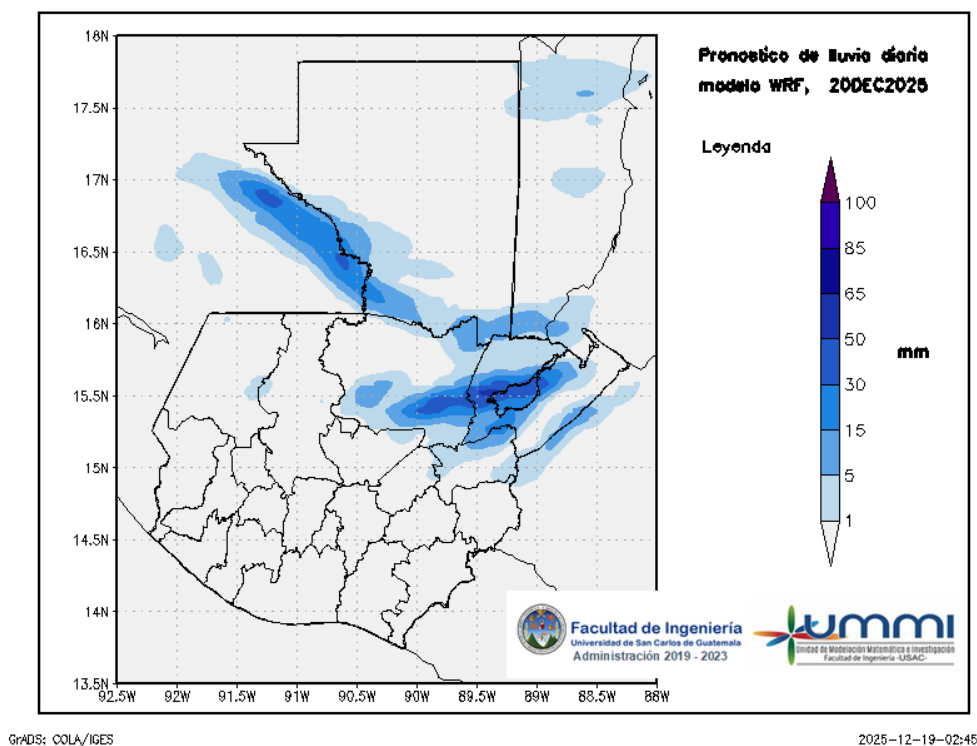 Pronostico de lluvia diaria
modelo WRF, 20DEC2025
Leyenda
100
85
65
50
30
15
5
1
mm
18N
17.5N
17N
16.5N
16N
15.5N
15N
14.5N
14N
13.5N
92.5W 92W 91.5W 91W 90.5W 90W 89.5W 89W 88.5W 88W
Facultad de Ingeniería
Universidad de San Carlos de Guatemala
Administración 2019 - 2023
ummi
Unidad de Modelación Matemática e Investigación
Facultad de Ingeniería -USAC-
GrADS: COLA/IGES
2025-12-19-02:45